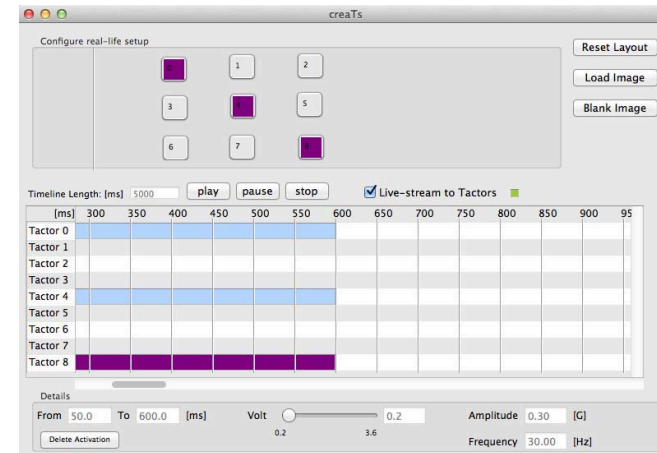 creaTs
Configure real-life setup
Reset Layout
0 1 2
Load Image
3 4 5
Blank Image
6 7 8
Timeline Length: [ms] 5000 play pause stop Live-stream to Tactors
[ms] 300 350 400 450 500 550 600 650 700 750 800 850 900 95
Tactor 0
Tactor 1
Tactor 2
Tactor 3
Tactor 4
Tactor 5
Tactor 6
Tactor 7
Tactor 8
Details
From 50.0 To 600.0 [ms] Volt 0.2 Amplitude 0.30 [G]
0.2 3.6
Delete Activation Frequency 30.00 [Hz]